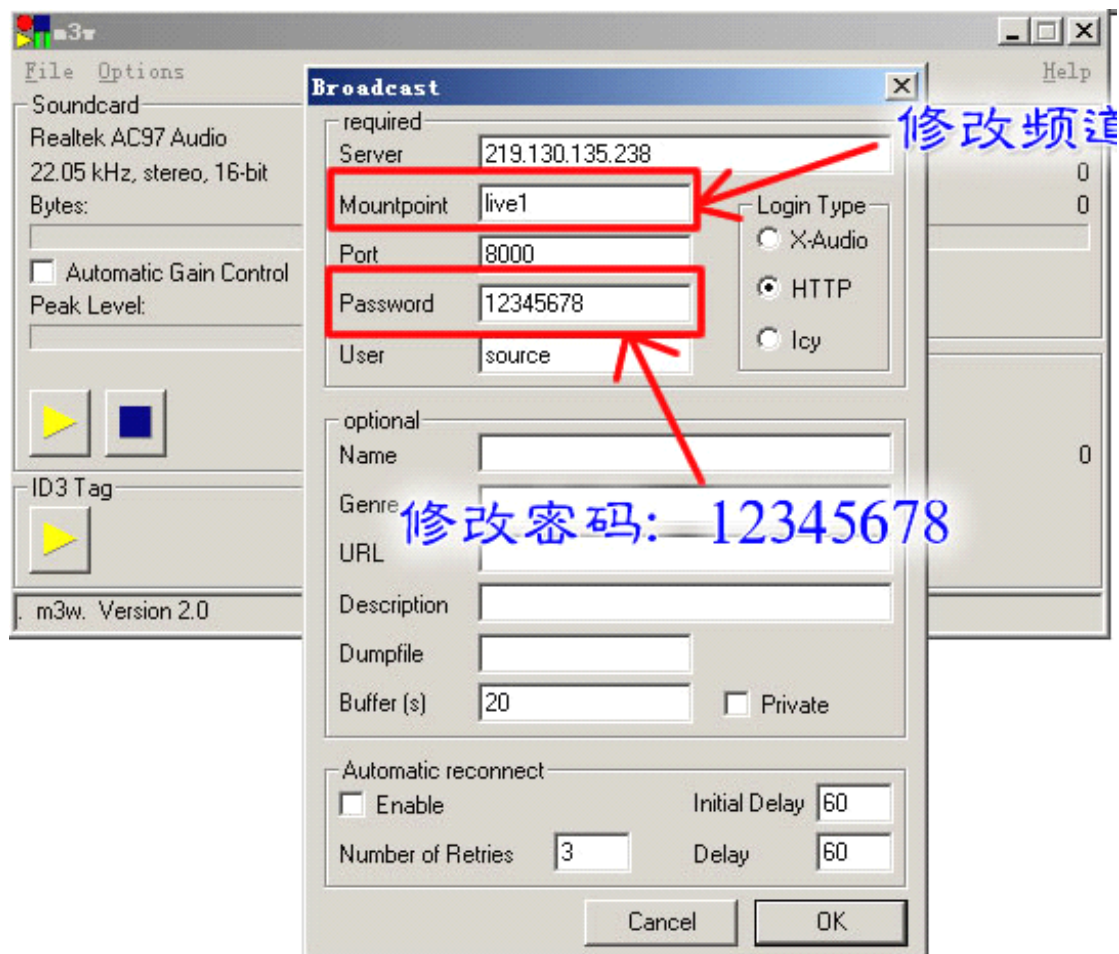 m3w
File Options Help
Soundcard
Realtek AC97 Audio
22.05 kHz, stereo, 16-bit
Bytes:
Automatic Gain Control
Peak Level:
ID3 Tag
. m3w. Version 2.0
0
0
0
Broadcast
required
Server 219.130.135.238
修改频道
Mountpoint live1
Port 8000
Password 12345678
User source
Login Type
X-Audio
HTTP
Icy
optional
Name
Genre
修改密码: 12345678
URL
Description
Dumpfile
Buffer (s) 20 Private
Automatic reconnect
Enable Initial Delay 60
Number of Retries 3 Delay 60
Cancel OK